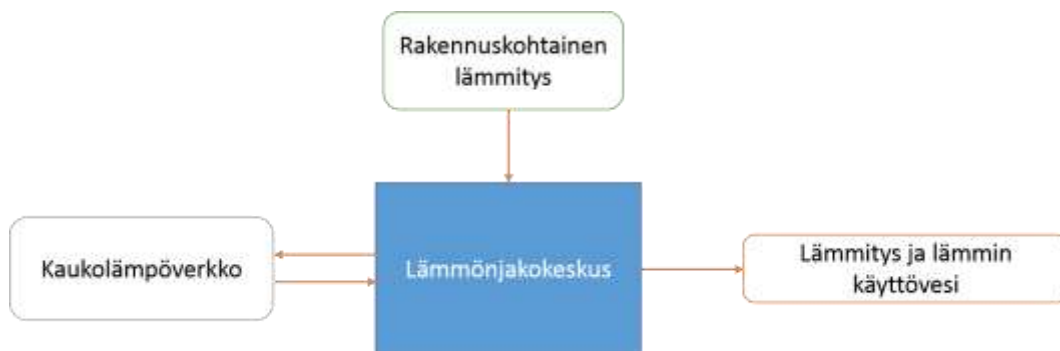 Rakennuskohtainen
lämmitys
Kaukolämpöverkko
Lämmönjakokeskus
Lämmitys ja lämmin
käyttövesi